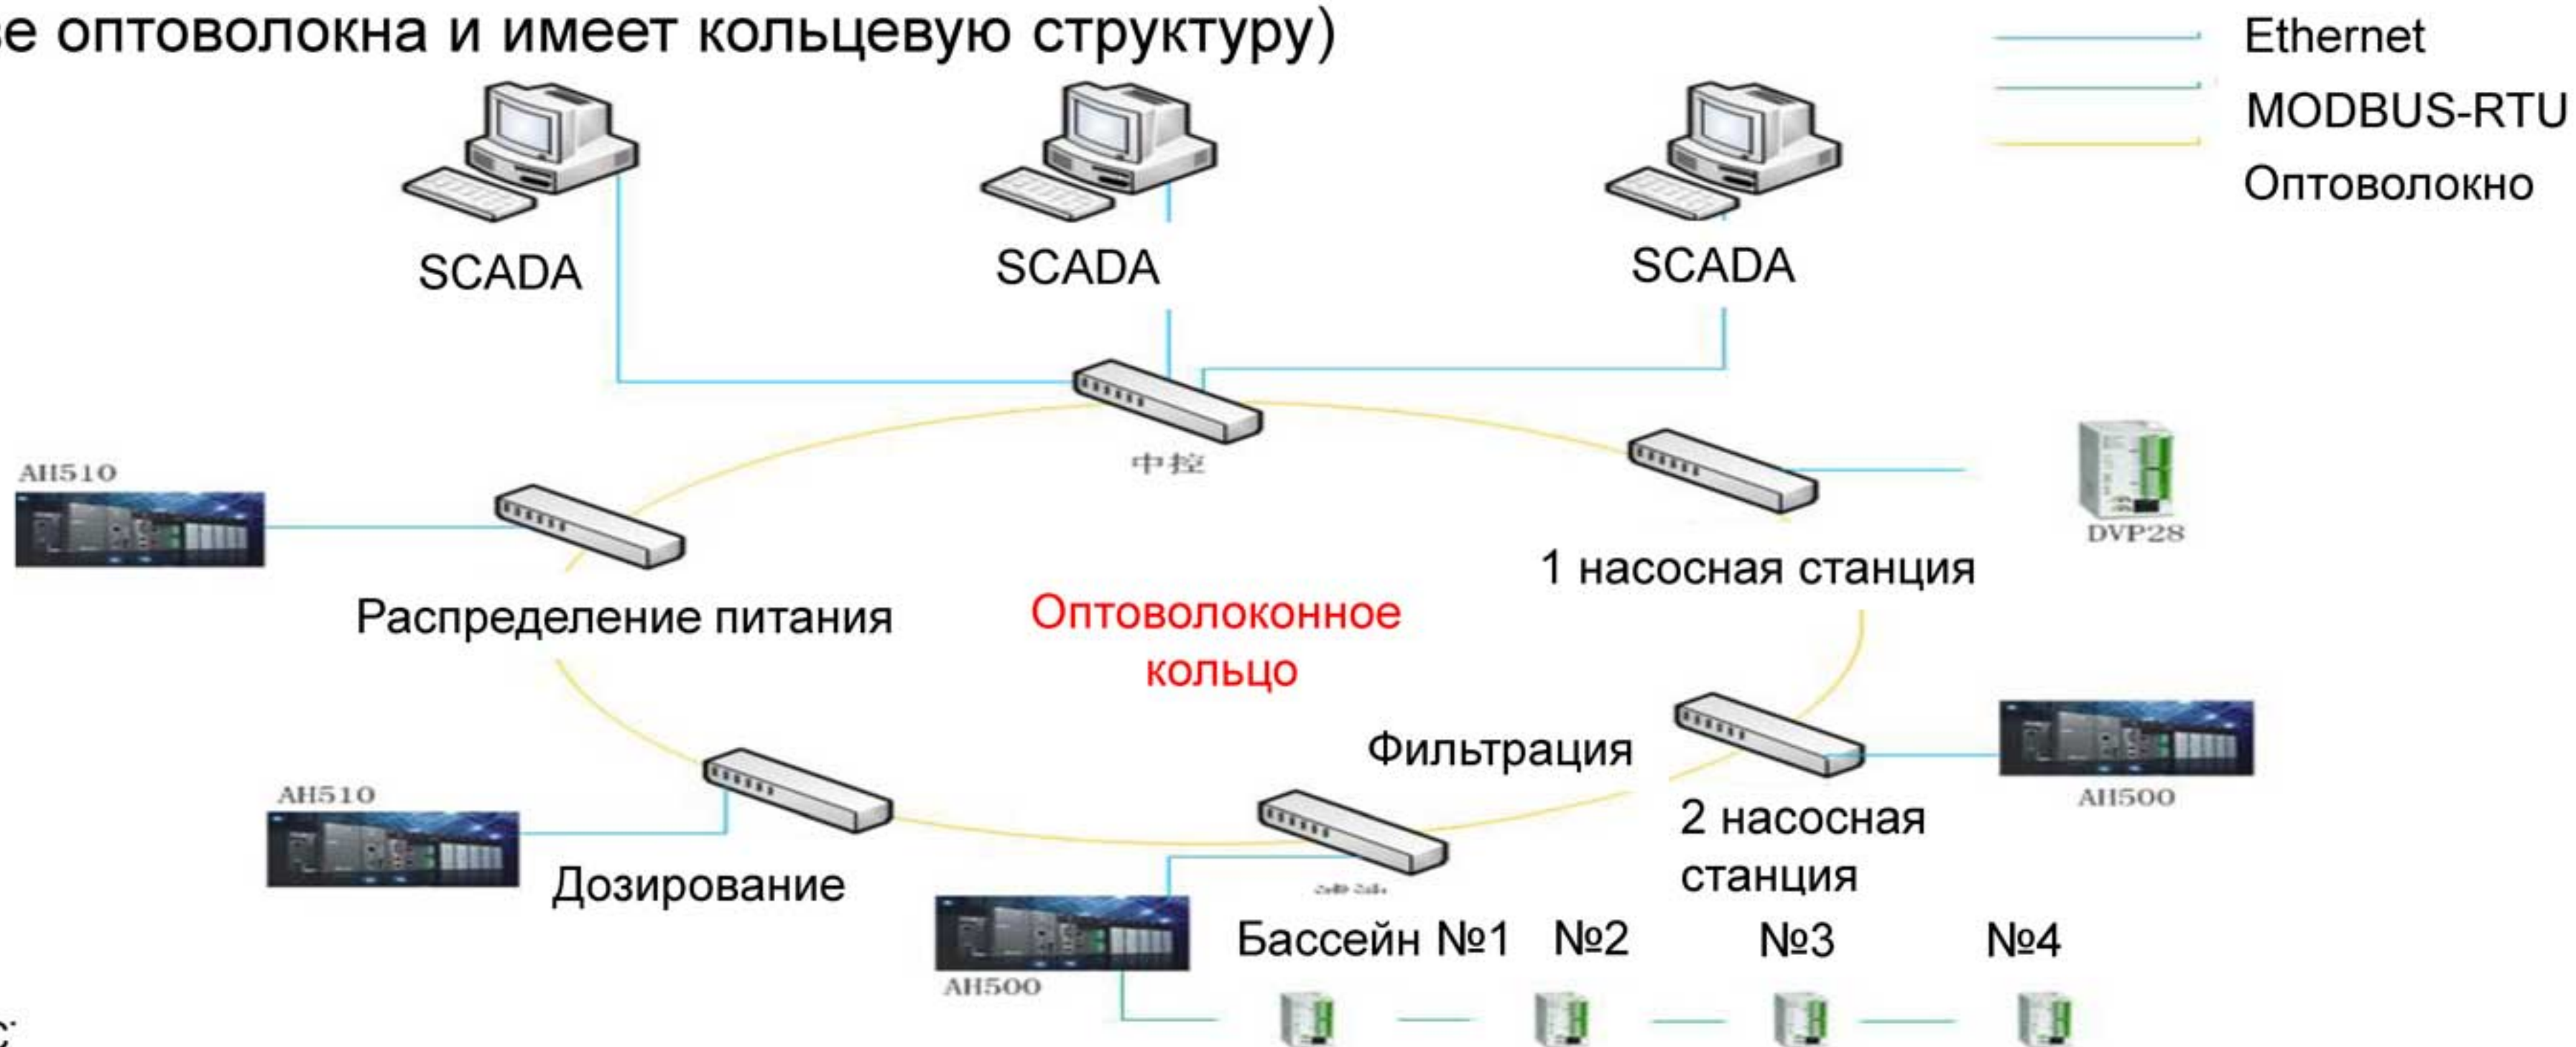 е оптоволокна и имеет кольцевую структуру)
Ethernet
MODBUS-RTU
Оптоволокно
SCADA
SCADA
SCADA
中控
AH510
DVP28
1 насосная станция
Распределение питания
Оптоволоконное
кольцо
Фильтрация
AH510
AH500
2 насосная
станция
Дозирование
Бассейн №1 №2 №3 №4
AH500